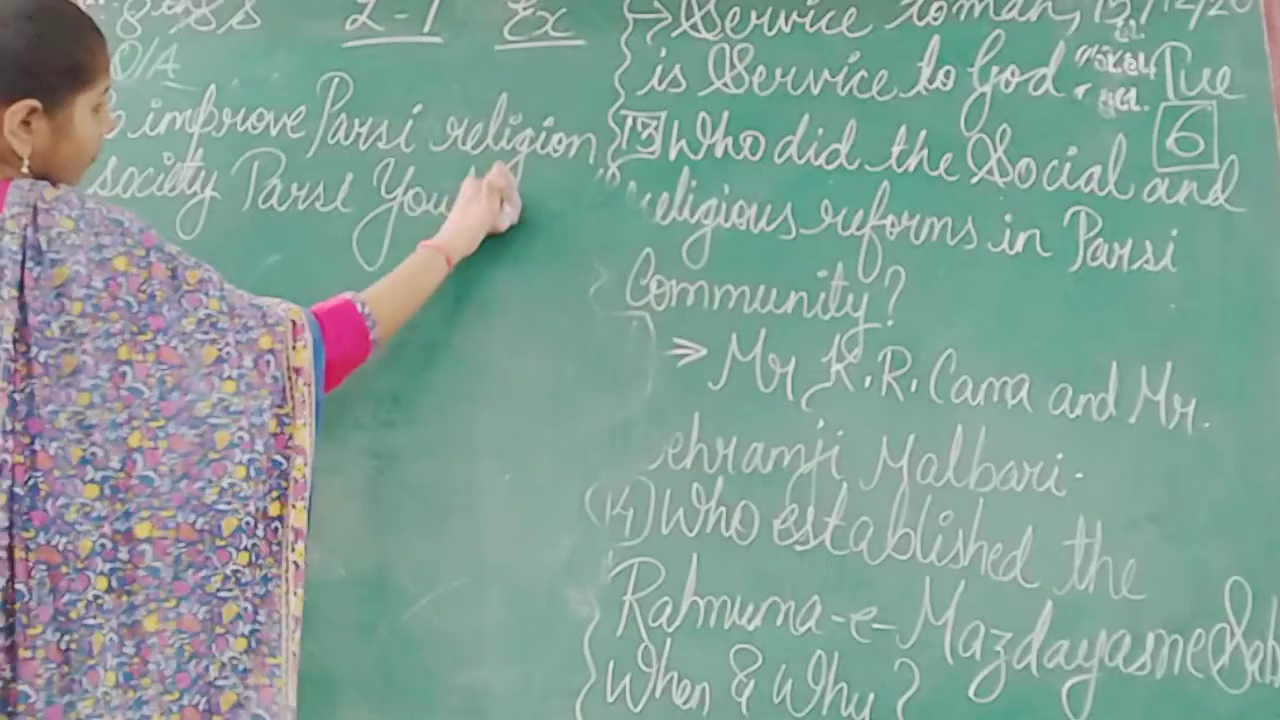 SS L-1 Ex
Q/A
improve Parsi religion
society Parsi You
→ Service to man,
is Service to God. Tue
6
13 Who did the Social and
religious reforms in Parsi
Community?
→ Mr K.R. Cama and Mr.
ehramji Malbari.
(14) Who established the
Rahnuma-e-Mazdayasne Sab
When & Why?